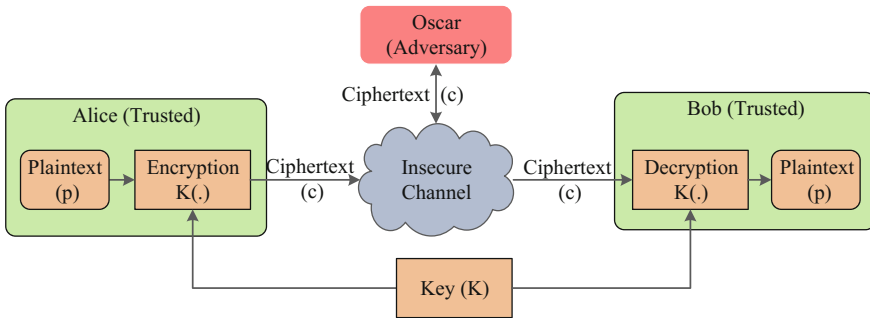 Oscar
(Adversary)
Ciphertext (c)
Alice (Trusted)
Plaintext
(p)
Encryption
K(.)
Ciphertext
(c)
Insecure
Channel
Ciphertext
(c)
Bob (Trusted)
Decryption
K(.)
Plaintext
(p)
Key (K)